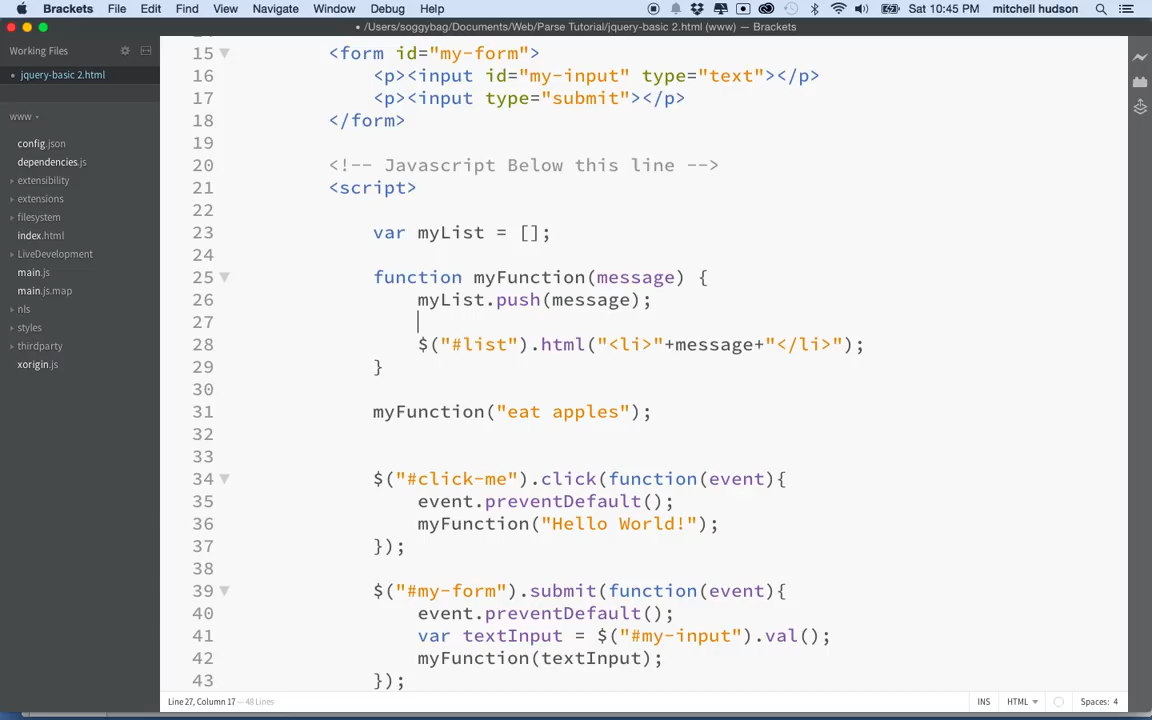 Brackets File Edit Find View Navigate Window Debug Help Sat 10:45 PM mitchell hudson
• /Users/soggybag/Documents/Web/Parse Tutorial/jquery-basic 2.html (www) — Brackets
Working Files
• jquery-basic 2.html
www
config.json
dependencies.js
extensibility
extensions
filesystem
index.html
LiveDevelopment
main.js
main.js.map
nls
styles
thirdparty
xorigin.js
15 <form id="my-form">
16 <p><input id="my-input" type="text"></p>
17 <p><input type="submit"></p>
18 </form>
19
20 <!-- Javascript Below this line -->
21 <script>
22
23 var myList = [];
24
25 function myFunction(message) {
26 myList.push(message);
27
28 $("#list").html("<li>"+message+"</li>");
29 }
30
31 myFunction("eat apples");
32
33
34 $("#click-me").click(function(event){
35 event.preventDefault();
36 myFunction("Hello World!");
37 });
38
39 $("#my-form").submit(function(event){
40 event.preventDefault();
41 var textInput = $("#my-input").val();
42 myFunction(textInput);
43 });
Line 27, Column 17 — 48 Lines INS HTML Spaces: 4